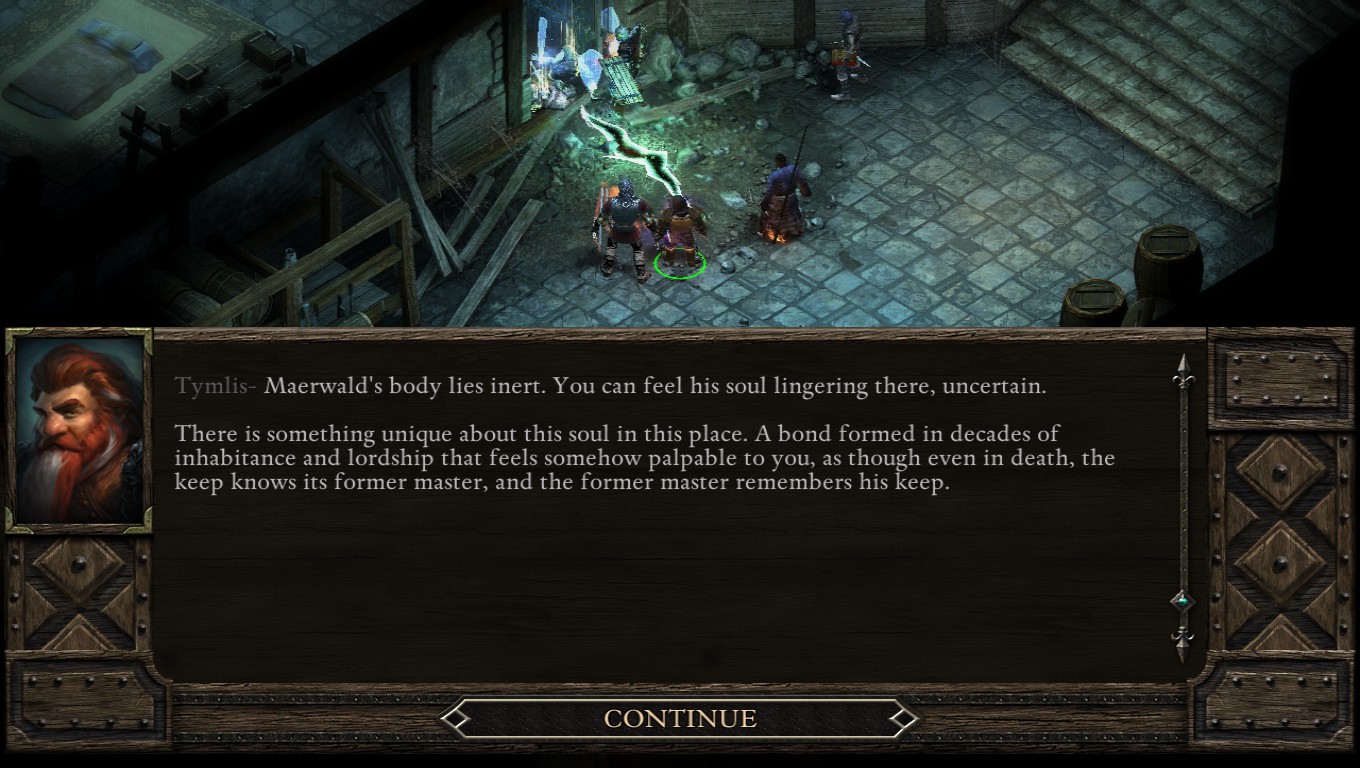 Tymlis- Maerwald's body lies inert. You can feel his soul lingering there, uncertain.
There is something unique about this soul in this place. A bond formed in decades of
inhabitance and lordship that feels somehow palpable to you, as though even in death, the
keep knows its former master, and the former master remembers his keep.
CONTINUE